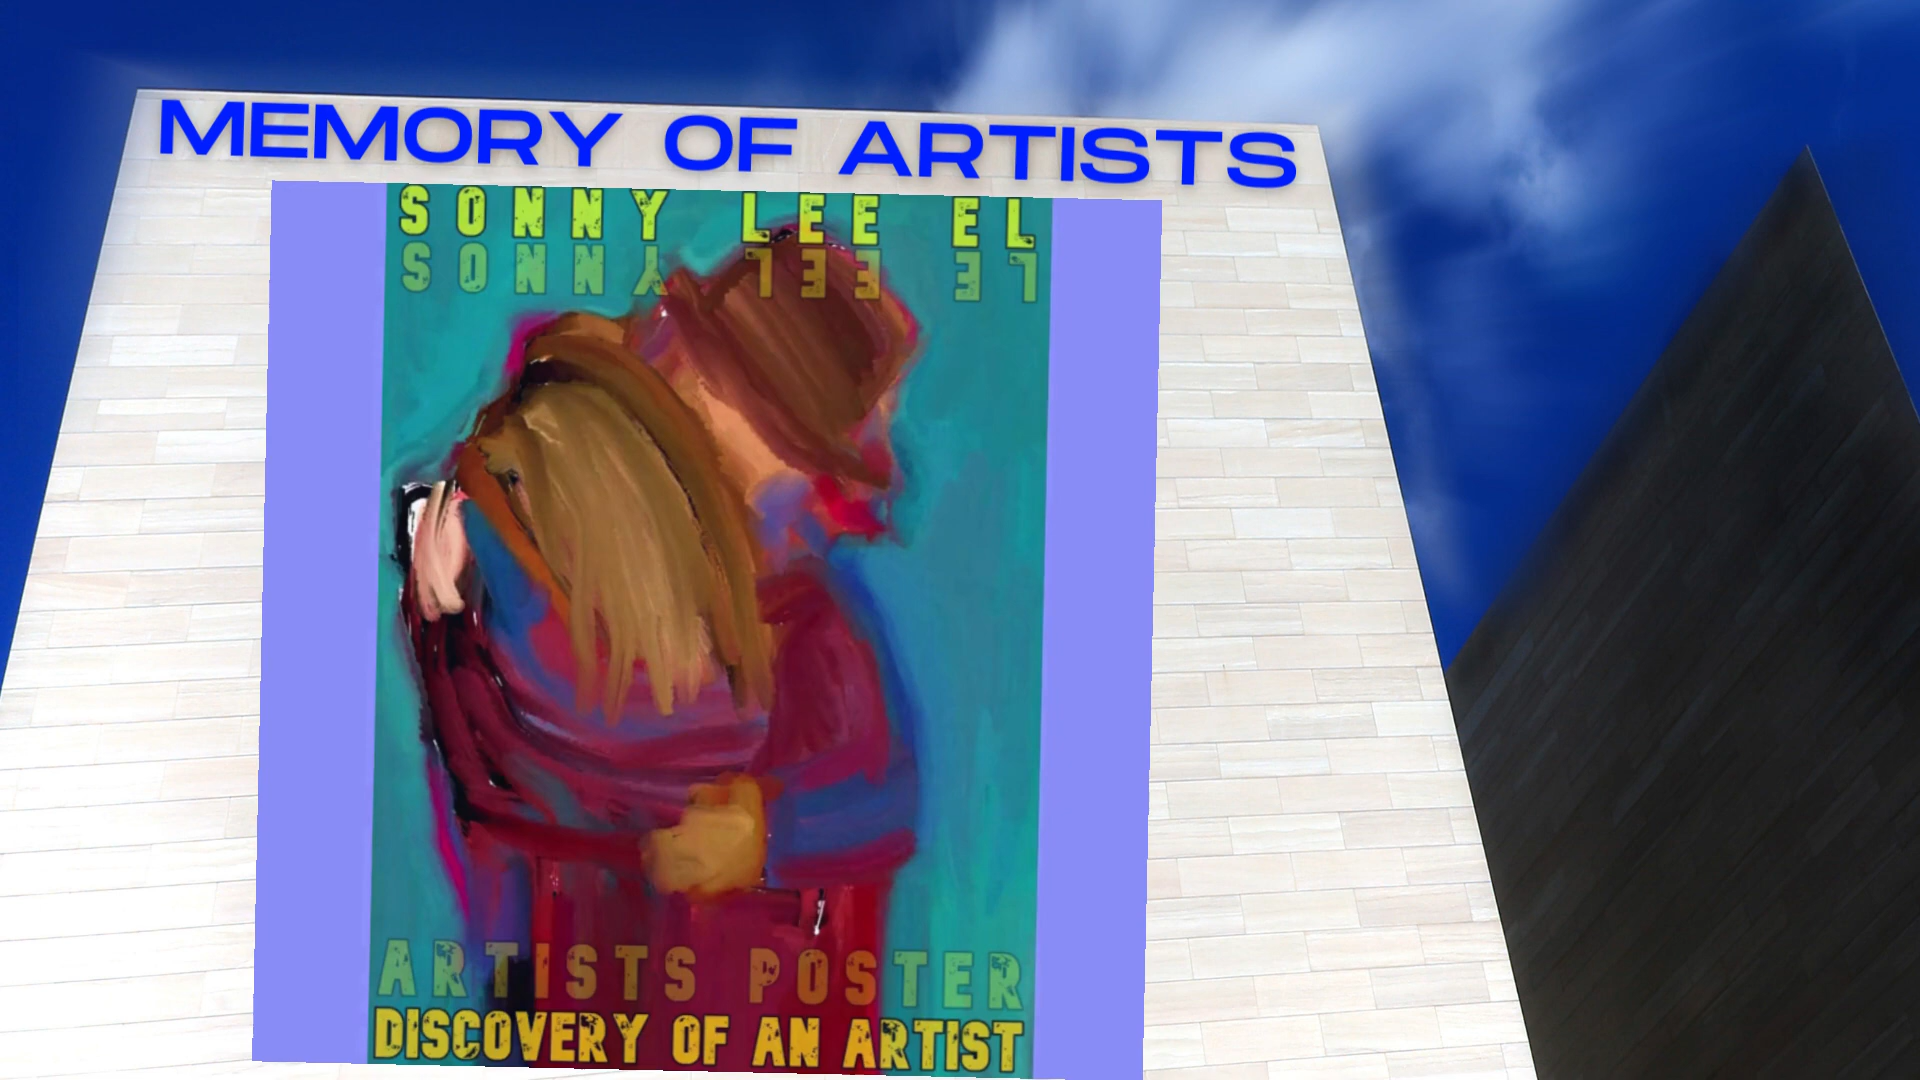 MEMORY OF ARTISTS
SONNY LEE EL
SONNY LEE EL
ARTISTS POSTER
DISCOVERY OF AN ARTIST